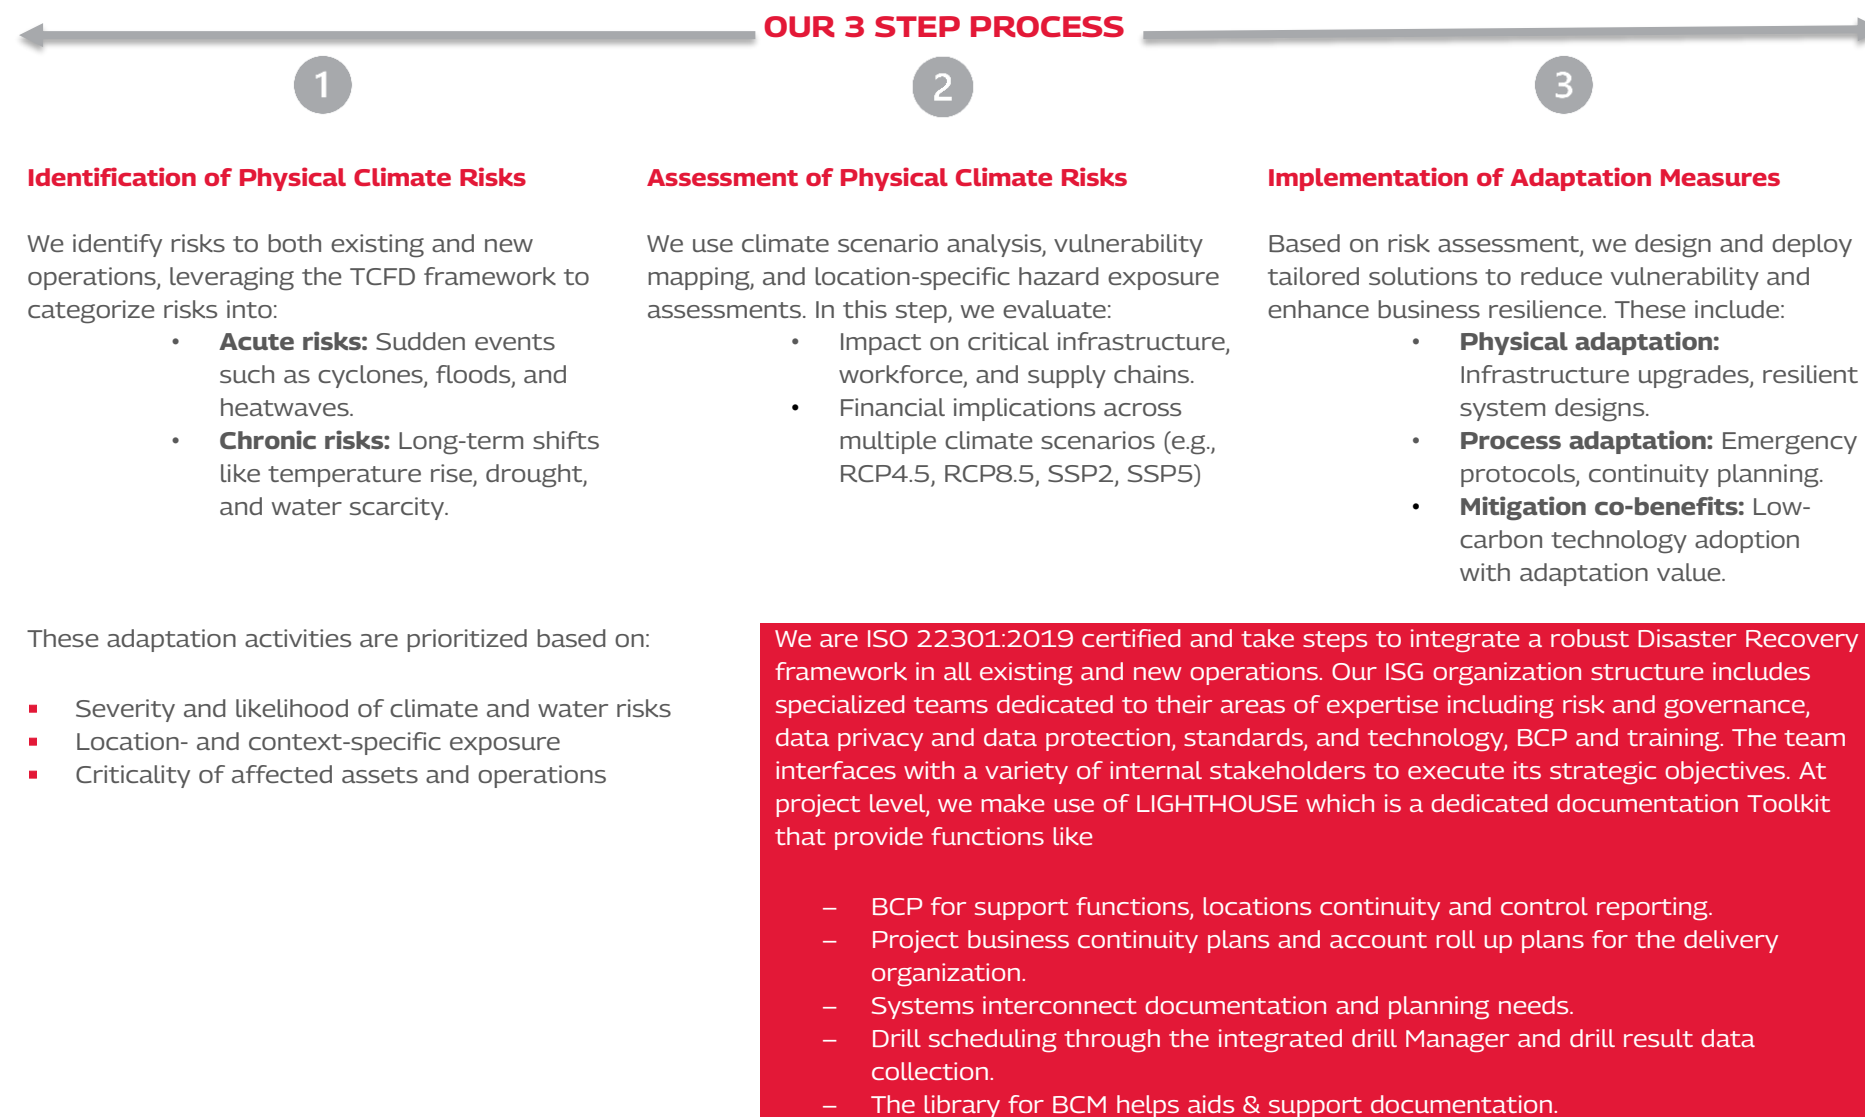 OUR 3 STEP PROCESS
1
2
3
Identification of Physical Climate Risks
We identify risks to both existing and new
operations, leveraging the TCFD framework to
categorize risks into:
• Acute risks: Sudden events
such as cyclones, floods, and
heatwaves.
• Chronic risks: Long-term shifts
like temperature rise, drought,
and water scarcity.
Assessment of Physical Climate Risks
We use climate scenario analysis, vulnerability
mapping, and location-specific hazard exposure
assessments. In this step, we evaluate:
• Impact on critical infrastructure,
workforce, and supply chains.
• Financial implications across
multiple climate scenarios (e.g.,
RCP4.5, RCP8.5, SSP2, SSP5)
Implementation of Adaptation Measures
Based on risk assessment, we design and deploy
tailored solutions to reduce vulnerability and
enhance business resilience. These include:
• Physical adaptation:
Infrastructure upgrades, resilient
system designs.
• Process adaptation: Emergency
protocols, continuity planning.
• Mitigation co-benefits: Low-
carbon technology adoption
with adaptation value.
These adaptation activities are prioritized based on:
▪ Severity and likelihood of climate and water risks
▪ Location- and context-specific exposure
▪ Criticality of affected assets and operations
We are ISO 22301:2019 certified and take steps to integrate a robust Disaster Recovery
framework in all existing and new operations. Our ISG organization structure includes
specialized teams dedicated to their areas of expertise including risk and governance,
data privacy and data protection, standards, and technology, BCP and training. The team
interfaces with a variety of internal stakeholders to execute its strategic objectives. At
project level, we make use of LIGHTHOUSE which is a dedicated documentation Toolkit
that provide functions like
– BCP for support functions, locations continuity and control reporting.
– Project business continuity plans and account roll up plans for the delivery
organization.
– Systems interconnect documentation and planning needs.
– Drill scheduling through the integrated drill Manager and drill result data
collection.
– The library for BCM helps aids & support documentation.